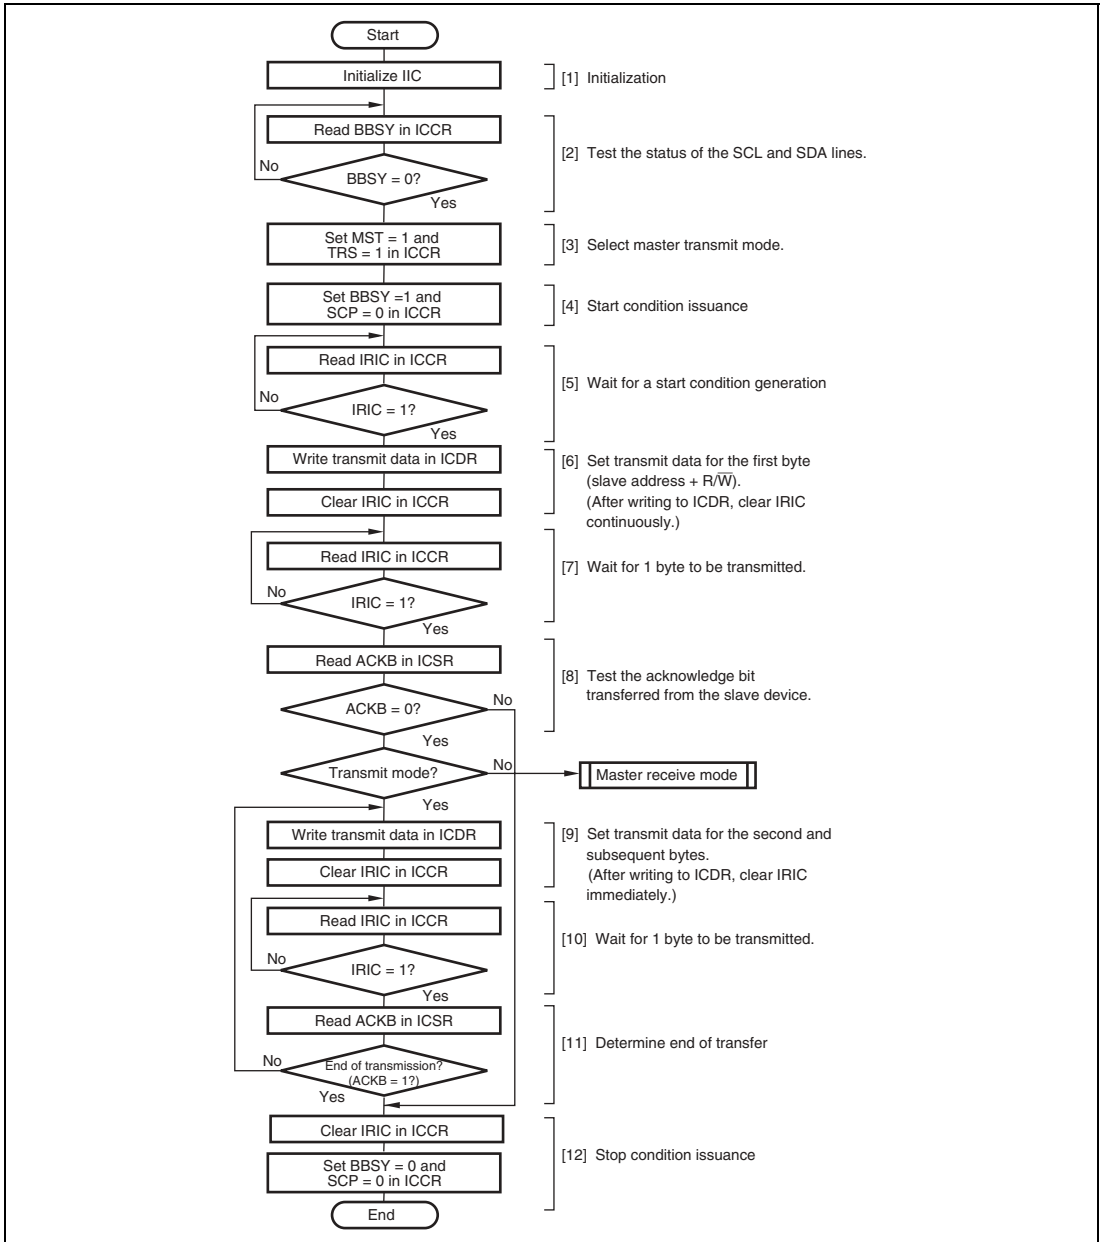 Start
Initialize IIC
[1] Initialization
Read BBSY in ICCR
[2] Test the status of the SCL and SDA lines.
No
BBSY = 0?
Yes
Set MST = 1 and
TRS = 1 in ICCR
[3] Select master transmit mode.
Set BBSY =1 and
SCP = 0 in ICCR
[4] Start condition issuance
Read IRIC in ICCR
[5] Wait for a start condition generation
No
IRIC = 1?
Yes
Write transmit data in ICDR
[6] Set transmit data for the first byte
(slave address + R/W̅).
(After writing to ICDR, clear IRIC
continuously.)
Clear IRIC in ICCR
Read IRIC in ICCR
[7] Wait for 1 byte to be transmitted.
No
IRIC = 1?
Yes
Read ACKB in ICSR
[8] Test the acknowledge bit
transferred from the slave device.
No
ACKB = 0?
Yes
Transmit mode?
No
Master receive mode
Yes
Write transmit data in ICDR
[9] Set transmit data for the second and
subsequent bytes.
(After writing to ICDR, clear IRIC
immediately.)
Clear IRIC in ICCR
Read IRIC in ICCR
[10] Wait for 1 byte to be transmitted.
No
IRIC = 1?
Yes
Read ACKB in ICSR
[11] Determine end of transfer
No
End of transmission?
(ACKB = 1?)
Yes
Clear IRIC in ICCR
[12] Stop condition issuance
Set BBSY = 0 and
SCP = 0 in ICCR
End